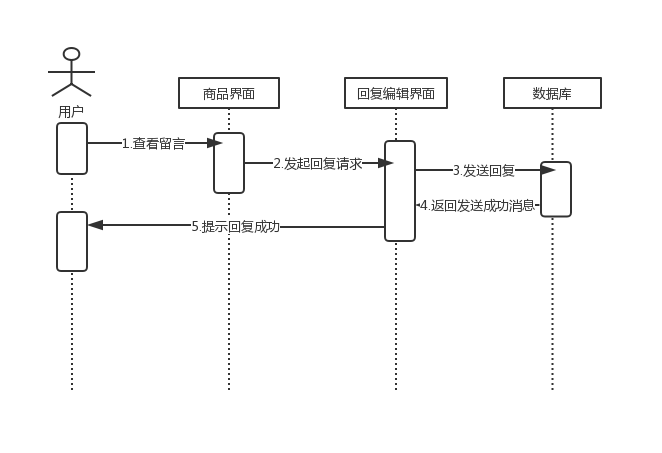 商品界面
回复编辑界面
数据库
用户
1.查看留言
2.发起回复请求
3.发送回复
4.返回发送成功消息
5.提示回复成功